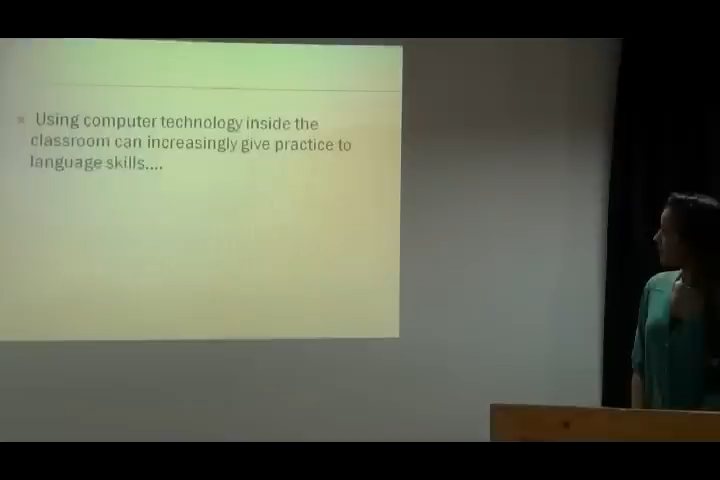 Using computer technology inside the
classroom can increasingly give practice to
language skills....